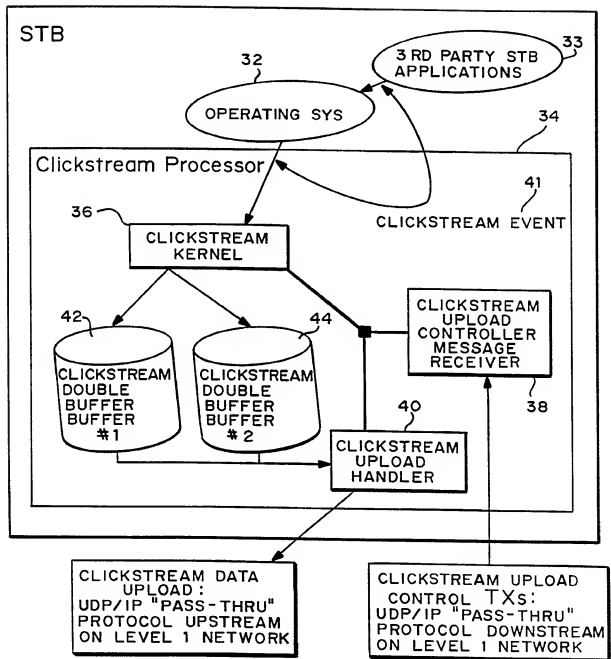 STB
32
33
3RD PARTY STB
APPLICATIONS
OPERATING SYS
34
Clickstream Processor
41
CLICKSTREAM EVENT
36
CLICKSTREAM
KERNEL
42
CLICKSTREAM
DOUBLE
BUFFER
BUFFER
#1
44
CLICKSTREAM
DOUBLE
BUFFER
BUFFER
#2
CLICKSTREAM
UPLOAD
CONTROLLER
MESSAGE
RECEIVER
38
40
CLICKSTREAM
UPLOAD
HANDLER
CLICKSTREAM DATA
UPLOAD:
UDP/IP "PASS-THRU"
PROTOCOL UPSTREAM
ON LEVEL 1 NETWORK
CLICKSTREAM UPLOAD
CONTROL TXs:
UDP/IP "PASS-THRU"
PROTOCOL DOWNSTREAM
ON LEVEL 1 NETWORK